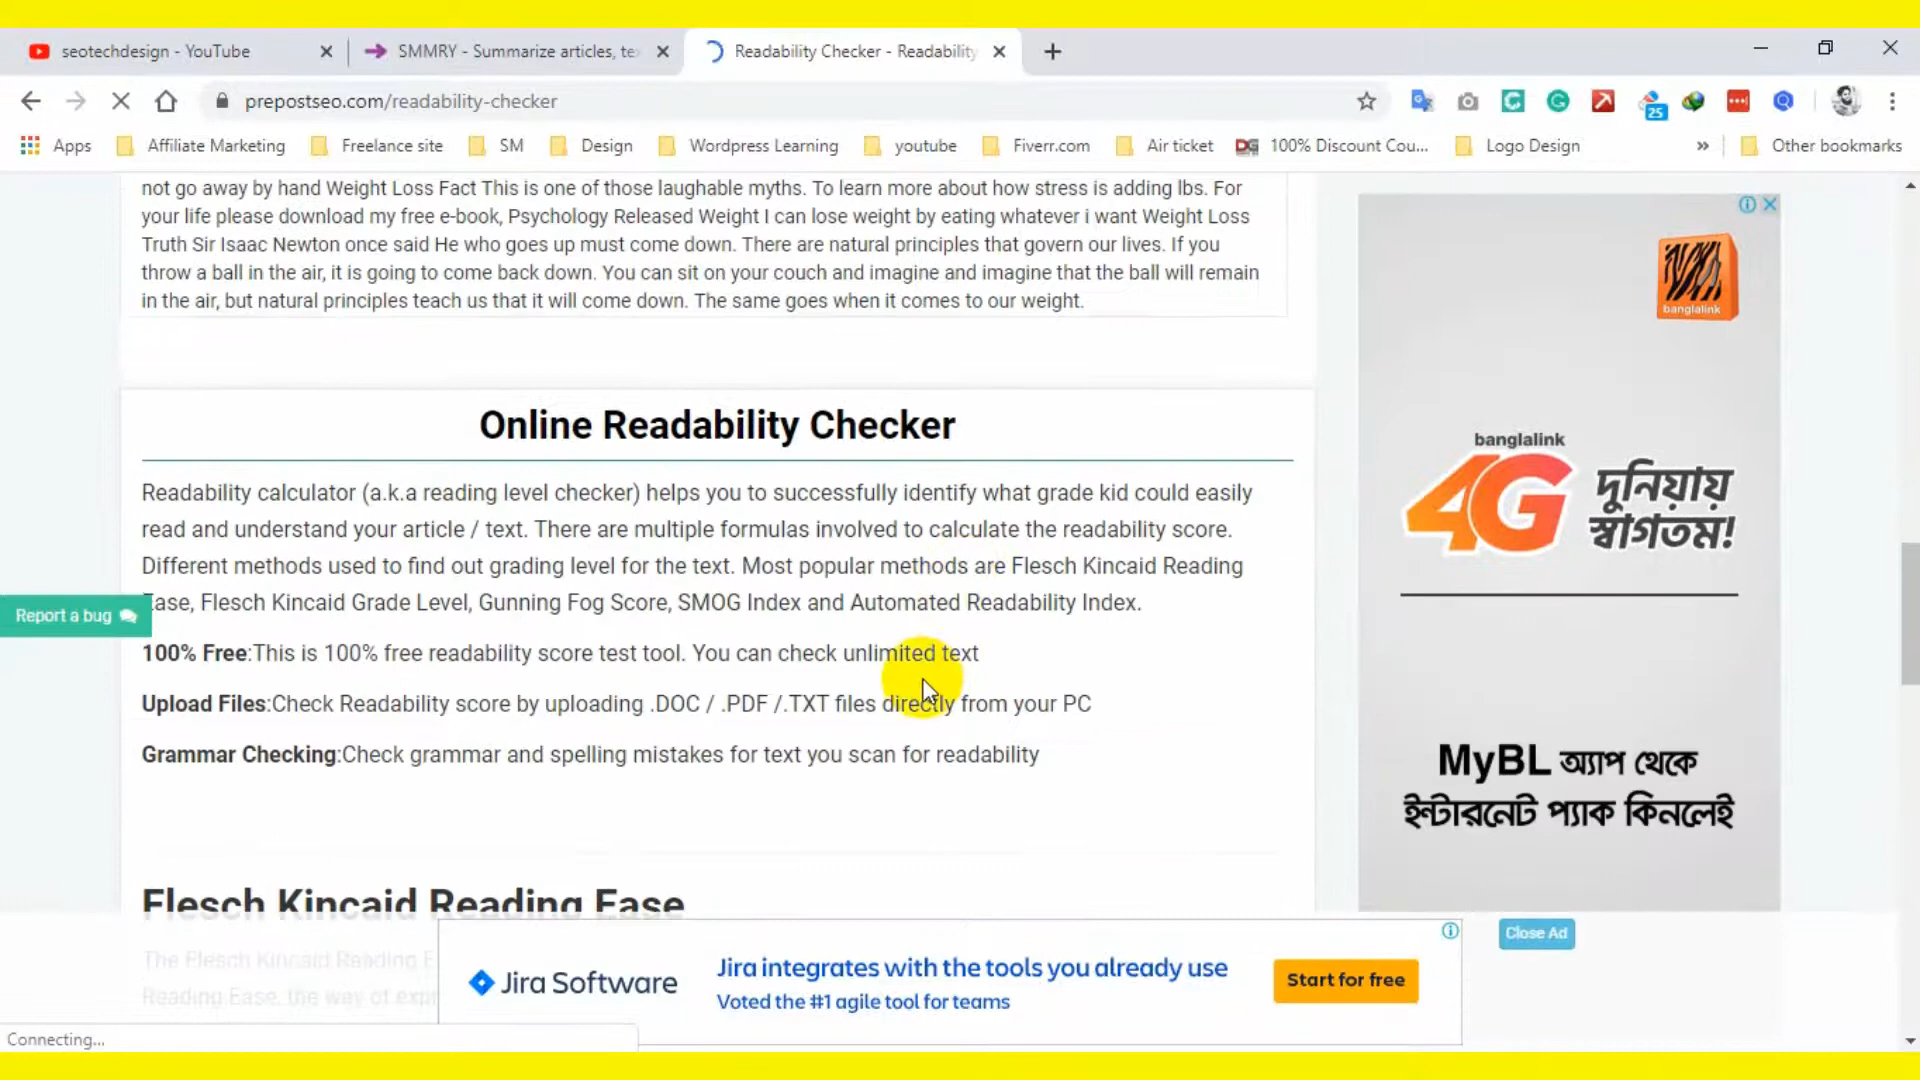 seotechdesign - YouTube
SMMRY - Summarize articles, te
Readability Checker - Readability
prepostseo.com/readability-checker
25
Apps
Affiliate Marketing
Freelance site
SM
Design
Wordpress Learning
youtube
Fiverr.com
Air ticket
DG
100% Discount Cou...
Logo Design
»
Other bookmarks
not go away by hand Weight Loss Fact This is one of those laughable myths. To learn more about how stress is adding lbs. For
your life please download my free e-book, Psychology Released Weight I can lose weight by eating whatever i want Weight Loss
Truth Sir Isaac Newton once said He who goes up must come down. There are natural principles that govern our lives. If you
throw a ball in the air, it is going to come back down. You can sit on your couch and imagine and imagine that the ball will remain
in the air, but natural principles teach us that it will come down. The same goes when it comes to our weight.
Online Readability Checker
Readability calculator (a.k.a reading level checker) helps you to successfully identify what grade kid could easily
read and understand your article / text. There are multiple formulas involved to calculate the readability score.
Different methods used to find out grading level for the text. Most popular methods are Flesch Kincaid Reading
Ease, Flesch Kincaid Grade Level, Gunning Fog Score, SMOG Index and Automated Readability Index.
Report a bug
100% Free:This is 100% free readability score test tool. You can check unlimited text
Upload Files:Check Readability score by uploading .DOC / .PDF /.TXT files directly from your PC
Grammar Checking:Check grammar and spelling mistakes for text you scan for readability
Flesch Kincaid Reading Ease
The Flesch Kincaid Reading E
Reading Ease, the way of exp
banglalink
banglalink
4G
দুনিয়ায়
স্বাগতম!
MyBL অ্যাপ থেকে
ইন্টারনেট প্যাক কিনলেই
Jira Software
Jira integrates with the tools you already use
Voted the #1 agile tool for teams
Start for free
Close Ad
Connecting...